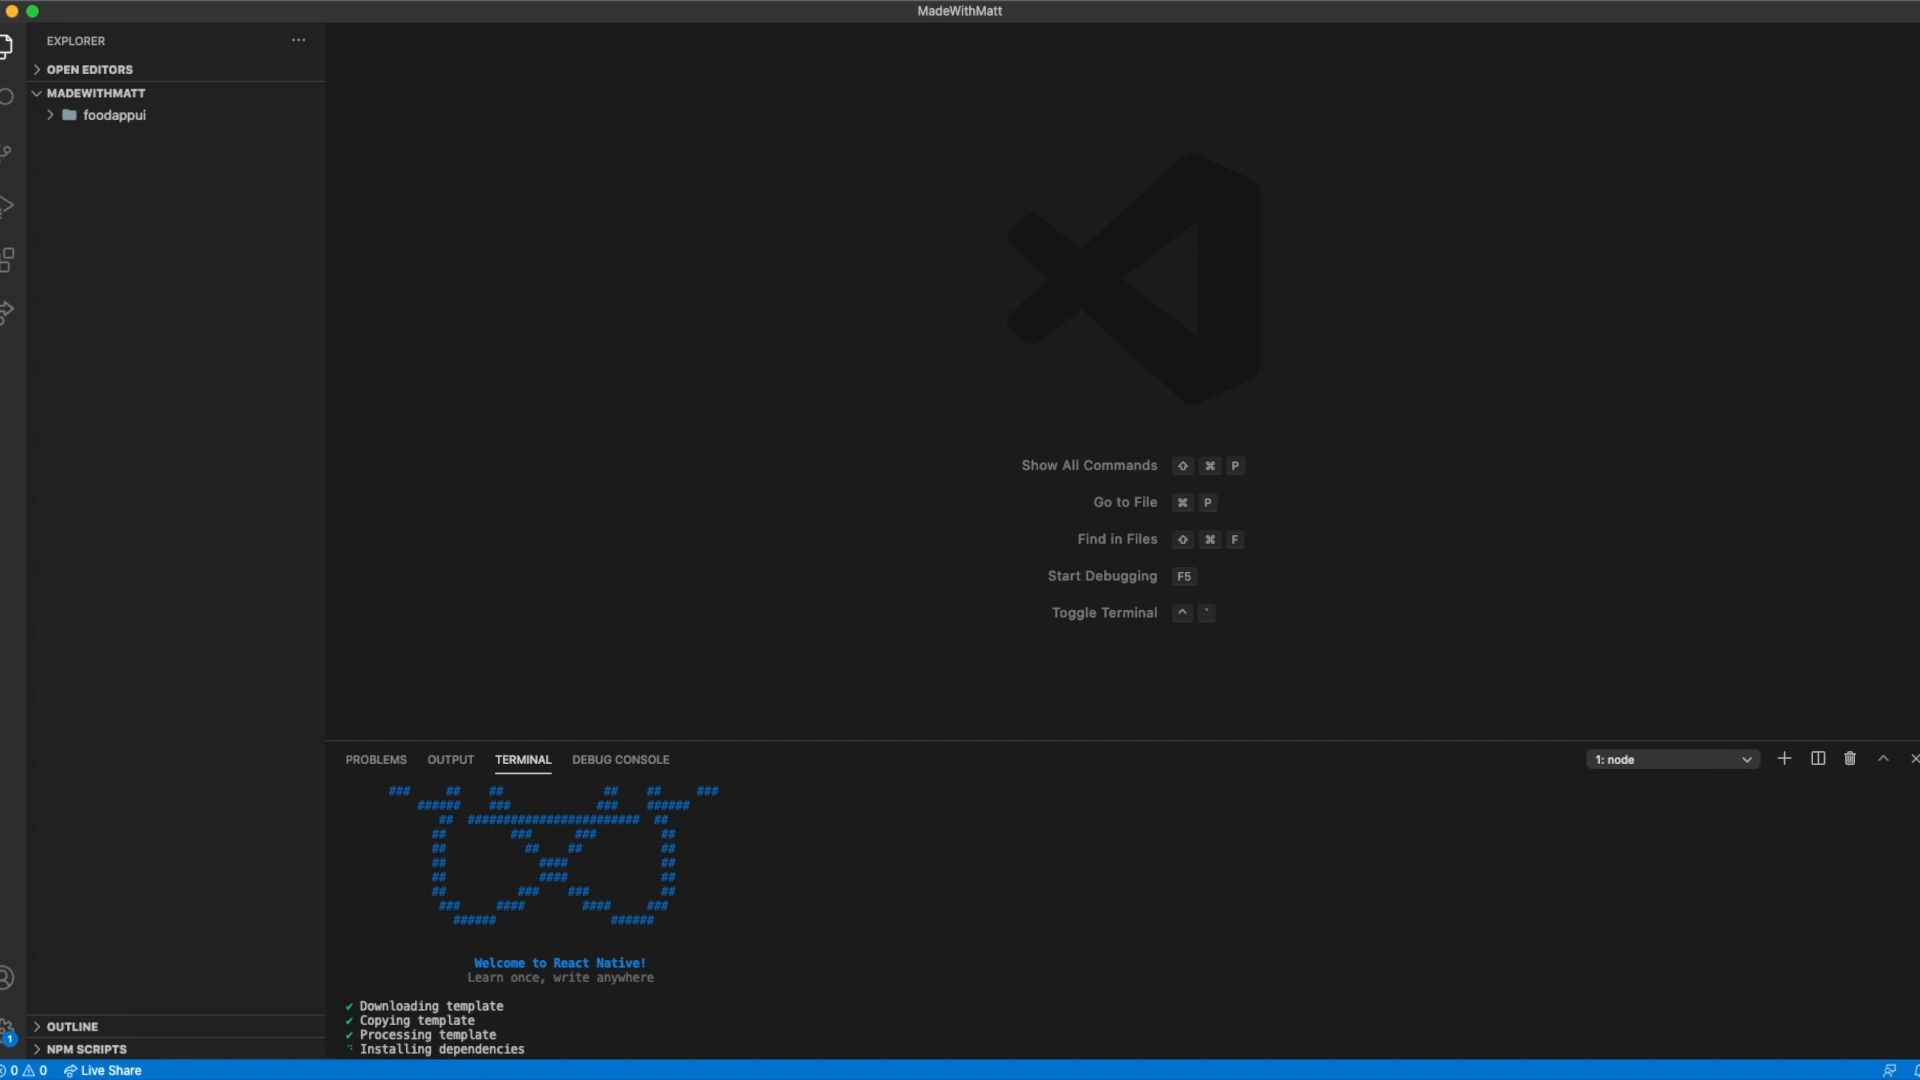 MadeWithMatt
EXPLORER
OPEN EDITORS
MADEWITHMATT
foodappui
Show All Commands ⇧ ⌘ P
Go to File ⌘ P
Find in Files ⇧ ⌘ F
Start Debugging F5
Toggle Terminal ^ `
PROBLEMS OUTPUT TERMINAL DEBUG CONSOLE 1: node
### ## ## ## ## ###
###### ### ### ######
## ######################## ##
## ### ### ##
## ## ## ##
## #### ##
## #### ##
## ### ### ##
### #### #### ###
###### ######
Welcome to React Native!
Learn once, write anywhere
✔ Downloading template
✔ Copying template
✔ Processing template
Installing dependencies
OUTLINE
1
NPM SCRIPTS
0 0 Live Share